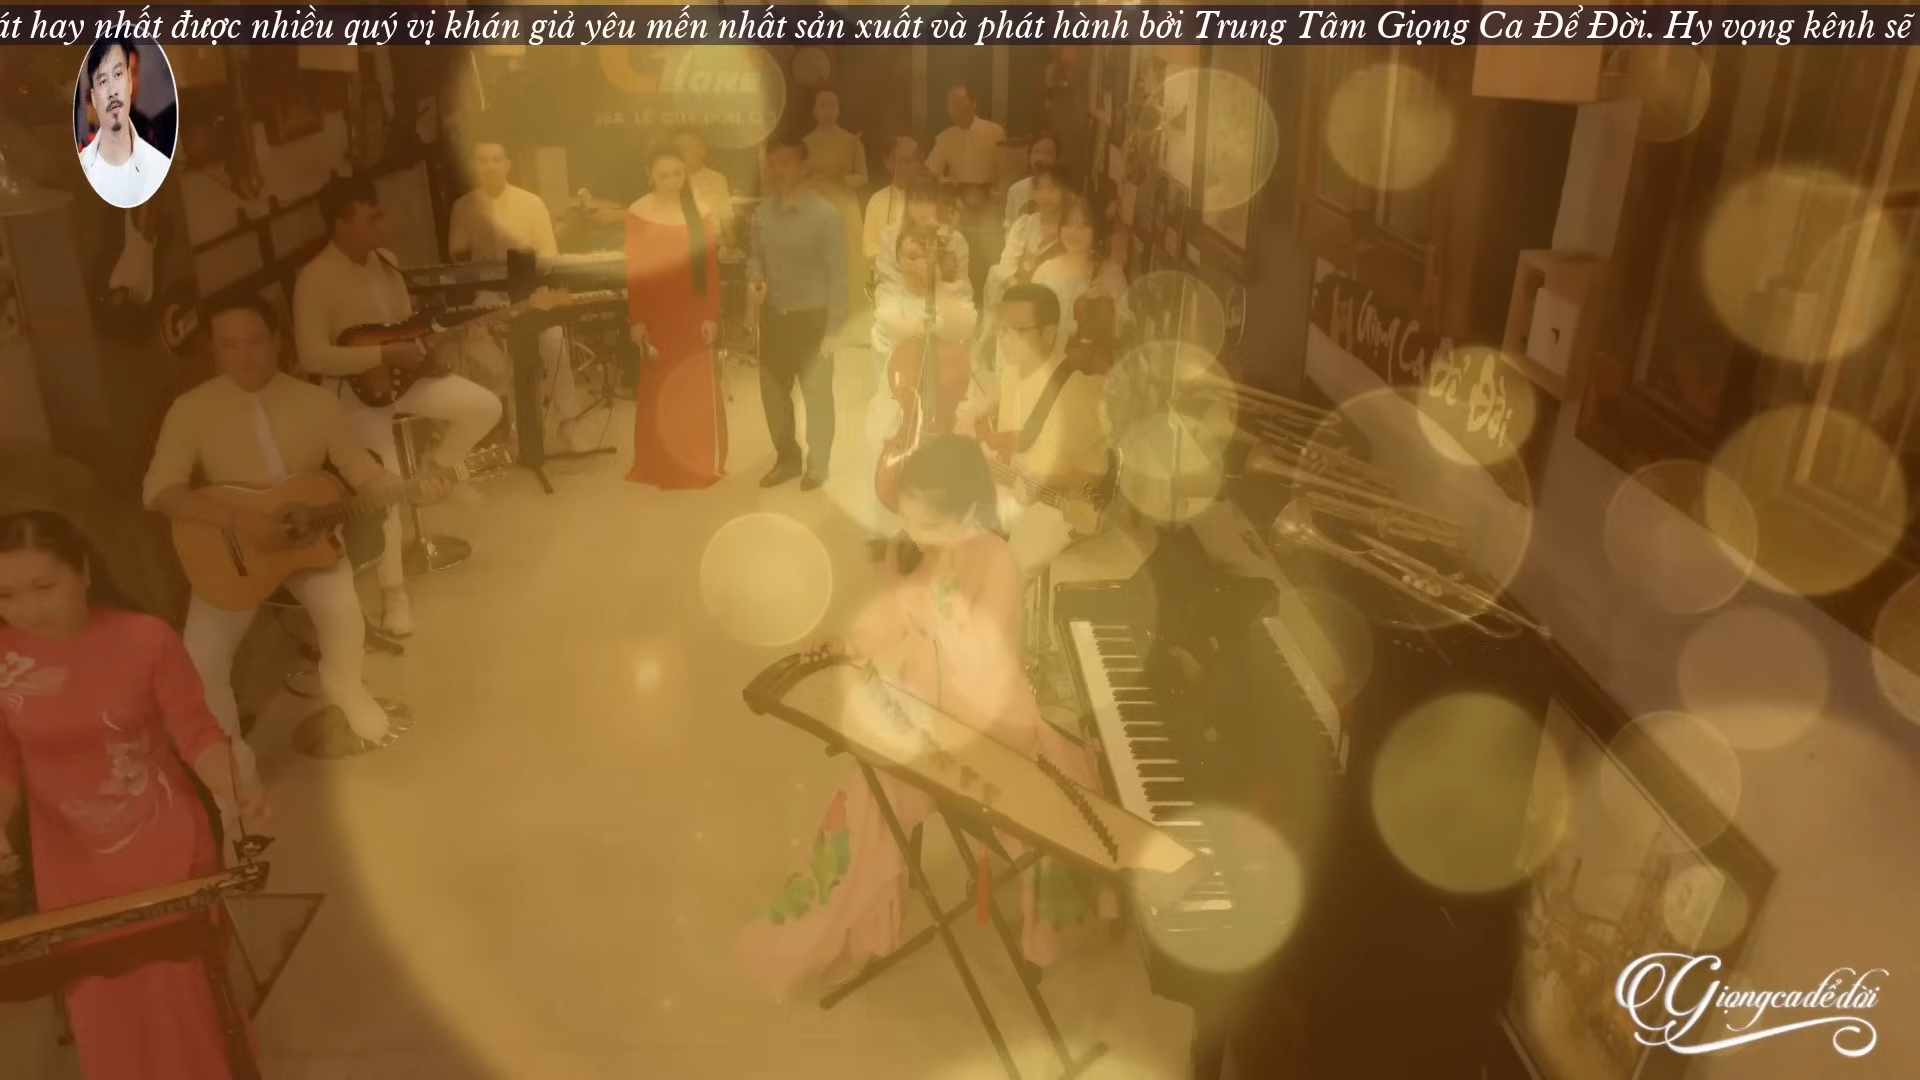 át hay nhất được nhiều quý vị khán giả yêu mến nhất sản xuất và phát hành bởi Trung Tâm Giọng Ca Để Đời. Hy vọng kênh sẽ
Giọng Ca Để Đời
Giọngcađểđời